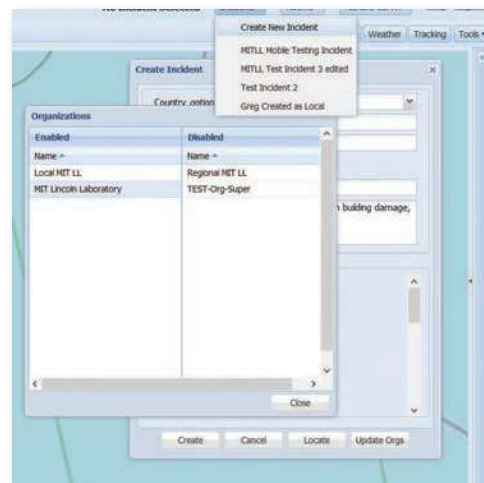 Create New Incident
Weather
Tracking
Tools
MITLL Mobile Testing Incident
Create Incident
MITLL Test Incident 3 edited
Test Incident 2
Country option
Greg Created as Local
Organizations
Enabled
Disabled
Name
Name
Local MIT LL
Regional MIT LL
MIT Lincoln Laboratory
TEST-Org-Super
building damage,
Close
Create
Cancel
Locate
Update Orgs